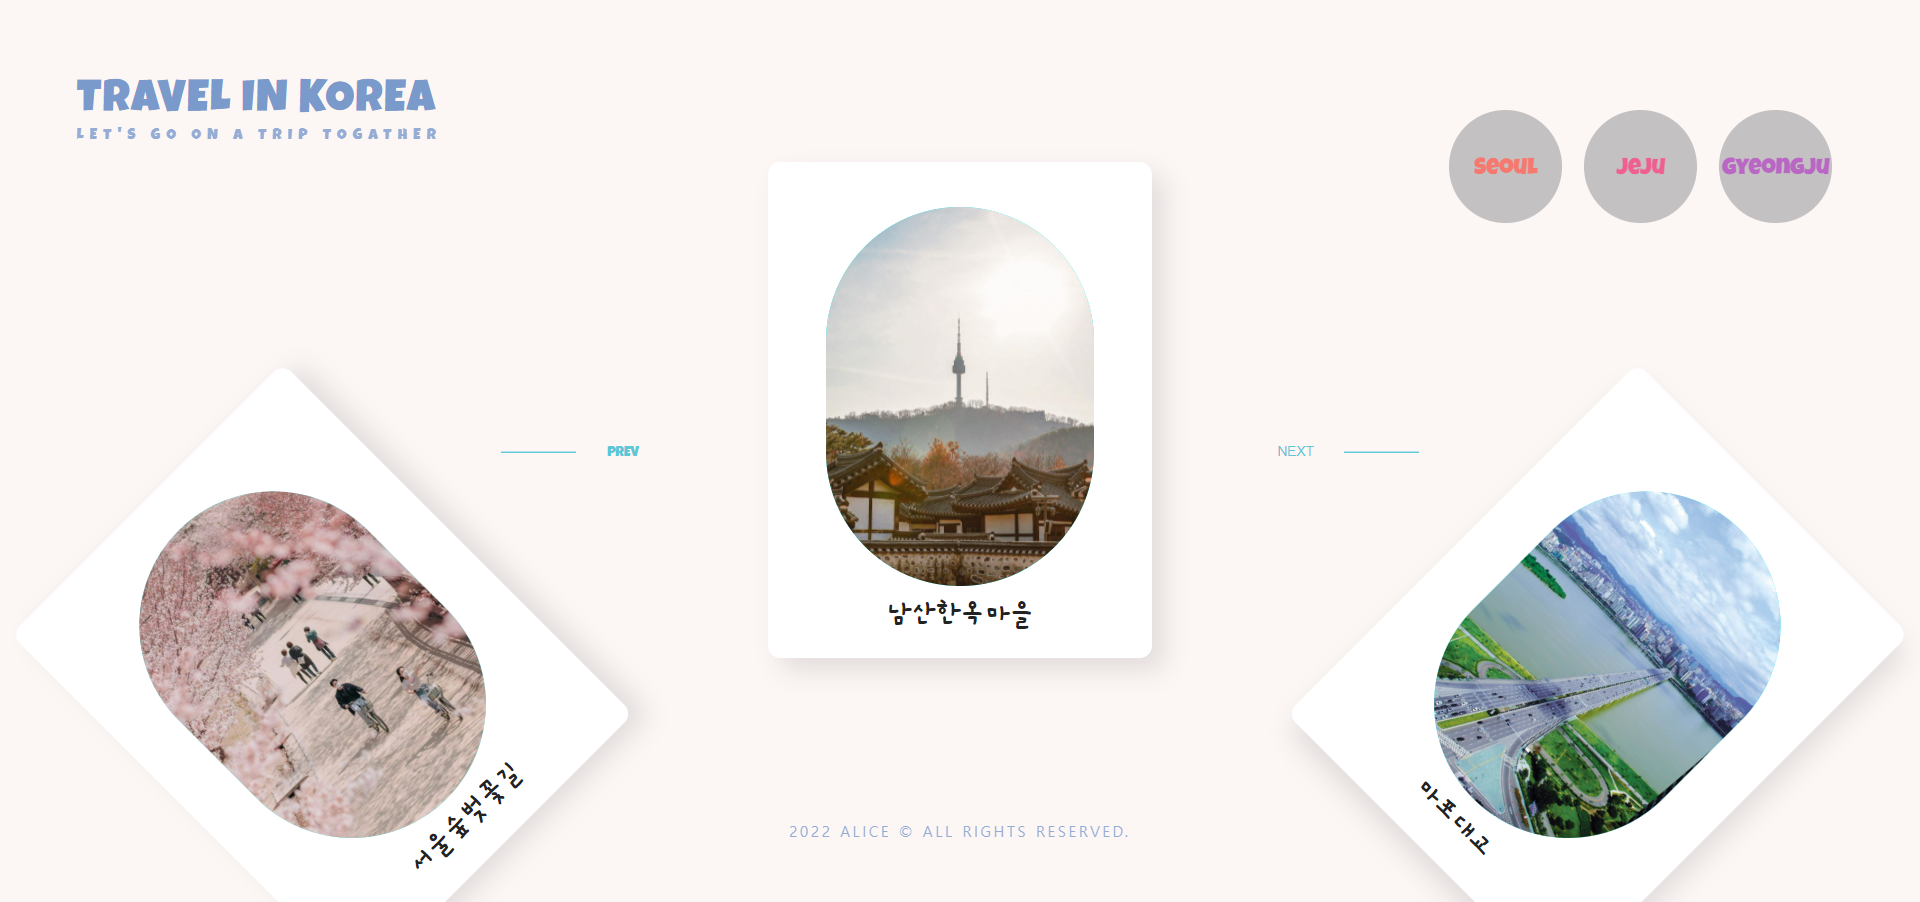 TRAVEL IN KOREA
LET'S GO ON A TRIP TOGATHER
Seoul
Jeju
Gyeongju
PREV
NEXT
남산한옥마을
서울숲벚꽃길
마포대교
2022 ALICE © ALL RIGHTS RESERVED.